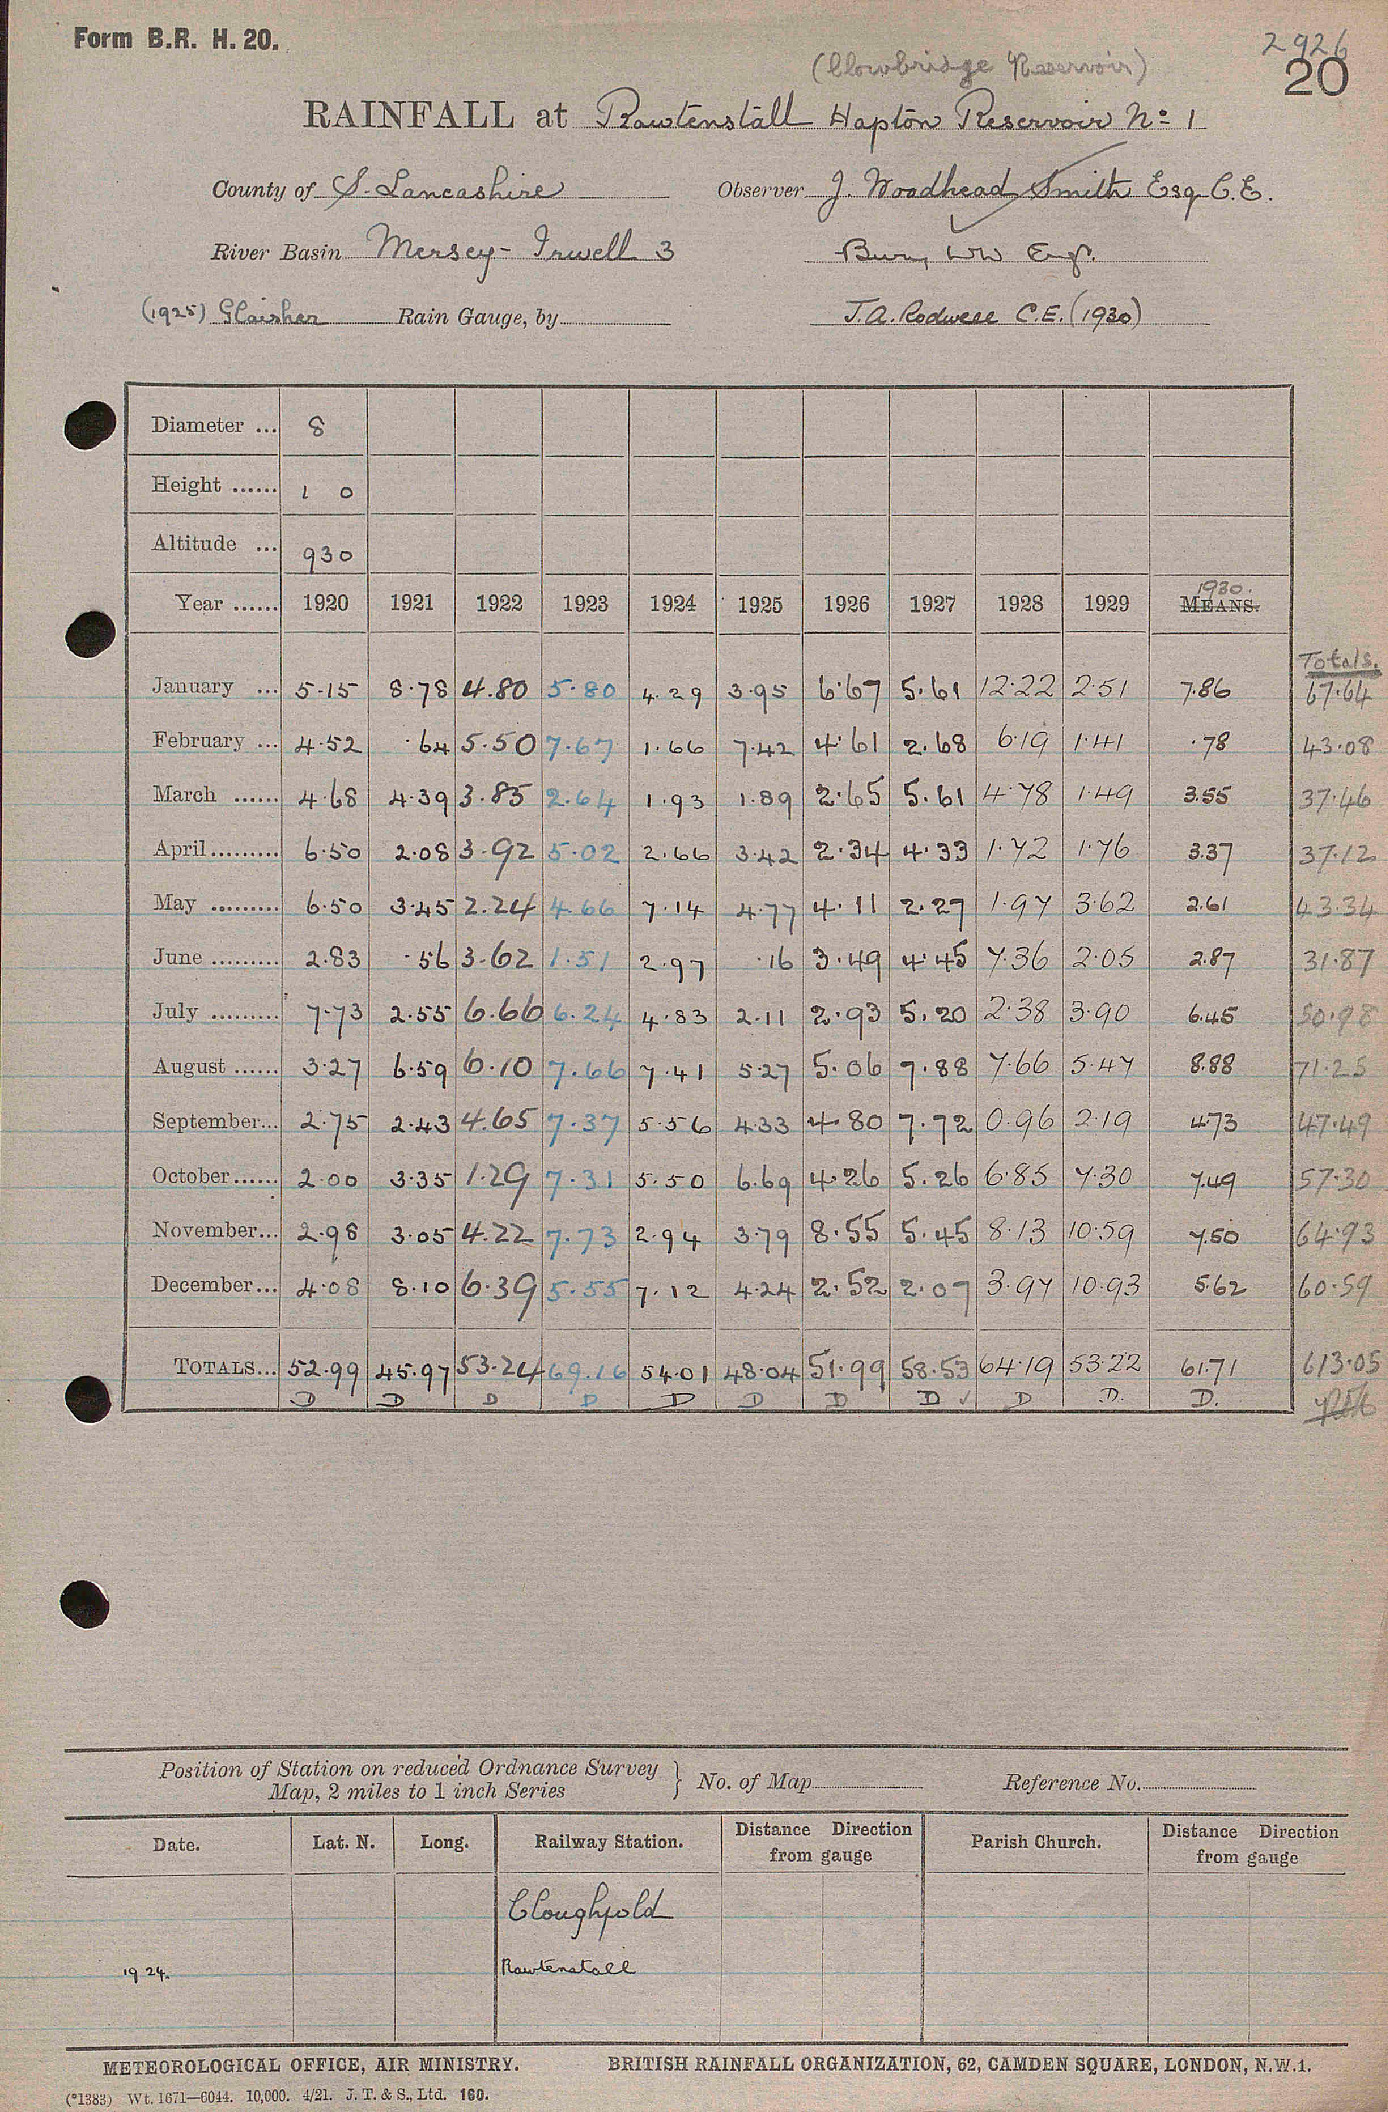 Form B.R. H. 20.
2926
20
(Clowbridge Reservoir)
RAINFALL at Rawtenstall Hapton Reservoir No 1
County of S. Lancashire Observer J. Woodhead Smith Esq C.E.
River Basin Mersey - Irwell 3 Bury WW Engr.
(1925) Glaisher Rain Gauge, by J.A. Rodwell C.E. (1930)
Diameter ... 8
Height ...... 1 0
Altitude ... 930
Year ...... 1920 1921 1922 1923 1924 1925 1926 1927 1928 1929 MEANS. 1930. Totals.
January ... 5.15 8.78 4.80 5.80 4.29 3.95 6.67 5.61 12.22 2.51 7.86 67.64
February ... 4.52 .64 5.50 7.67 1.66 7.42 4.61 2.68 6.19 1.41 .78 43.08
March ...... 4.68 4.39 3.85 2.64 1.93 1.89 2.65 5.61 4.78 1.49 3.55 37.46
April......... 6.50 2.08 3.92 5.02 2.66 3.42 2.34 4.33 1.72 1.76 3.37 37.12
May ......... 6.50 3.45 2.24 4.66 7.14 4.77 4.11 2.27 1.97 3.62 2.61 43.34
June ......... 2.83 .56 3.62 1.51 2.97 .16 3.49 4.45 7.36 2.05 2.87 31.87
July ......... 7.73 2.55 6.66 6.24 4.83 2.11 2.93 5.20 2.38 3.90 6.45 50.98
August ...... 3.27 6.59 6.10 7.66 7.41 5.27 5.06 7.88 7.66 5.47 8.88 71.25
September... 2.75 2.43 4.65 7.37 5.56 4.33 4.80 7.72 0.96 2.19 4.73 47.49
October...... 2.00 3.35 1.29 7.31 5.50 6.69 4.26 5.26 6.85 7.30 7.49 57.30
November... 2.98 3.05 4.22 7.73 2.94 3.79 8.55 5.45 8.13 10.59 7.50 64.93
December... 4.08 8.10 6.39 5.55 7.12 4.24 2.52 2.07 3.97 10.93 5.62 60.59
TOTALS... 52.99 45.97 53.24 69.16 54.01 48.04 51.99 58.53 64.19 53.22 61.71 613.05
D D D D D D D D ✓ D D. D.
Position of Station on reduced Ordnance Survey
Map, 2 miles to 1 inch Series } No. of Map Reference No.
Date. Lat. N. Long. Railway Station. Distance Direction from gauge Parish Church. Distance Direction from gauge
Cloughfold
1924. Rawtenstall
METEOROLOGICAL OFFICE, AIR MINISTRY. BRITISH RAINFALL ORGANIZATION, 62, CAMDEN SQUARE, LONDON, N.W.1.
(*1383) Wt. 1671—6044. 10,000. 4/21. J. T. & S., Ltd. 160.